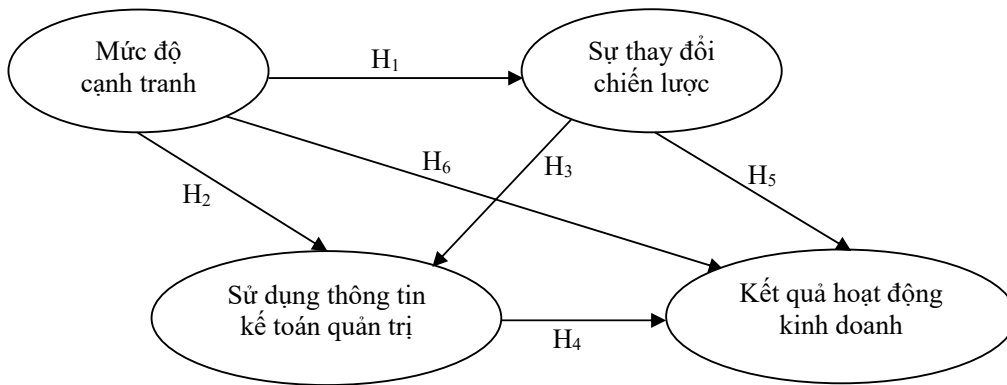 Mức độ
cạnh tranh
H1
Sự thay đổi
chiến lược
H2
H6
H3
H5
Sử dụng thông tin
kế toán quản trị
H4
Kết quả hoạt động
kinh doanh